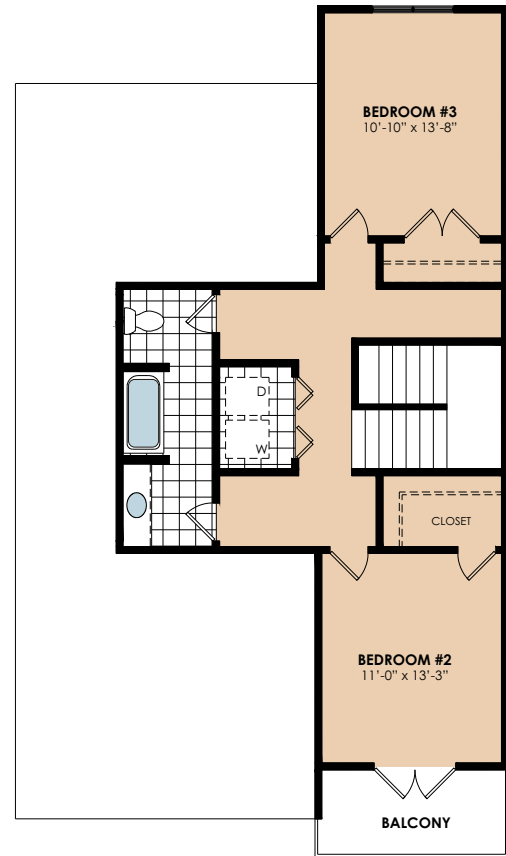 BEDROOM #3
10'-10" x 13'-8"
D
W
CLOSET
BEDROOM #2
11'-0" x 13'-3"
BALCONY